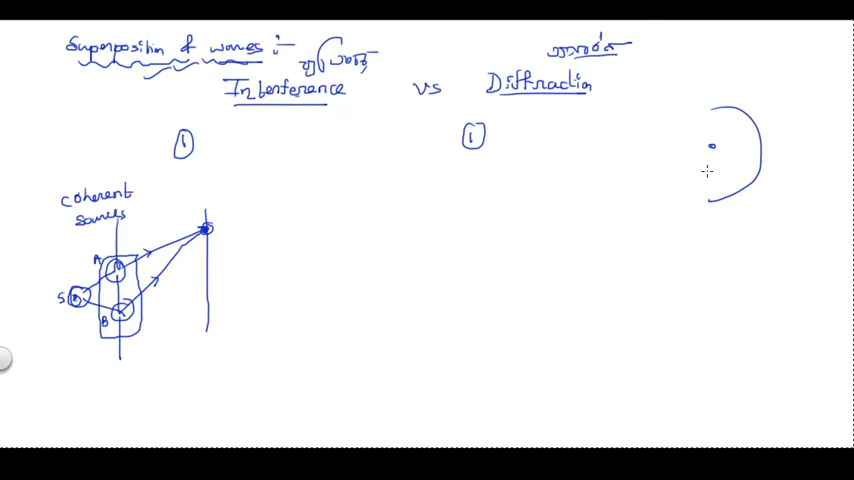 Superposition of waves :-
Interference vs Diffraction
1 1
Coherent
sources
A
S
B